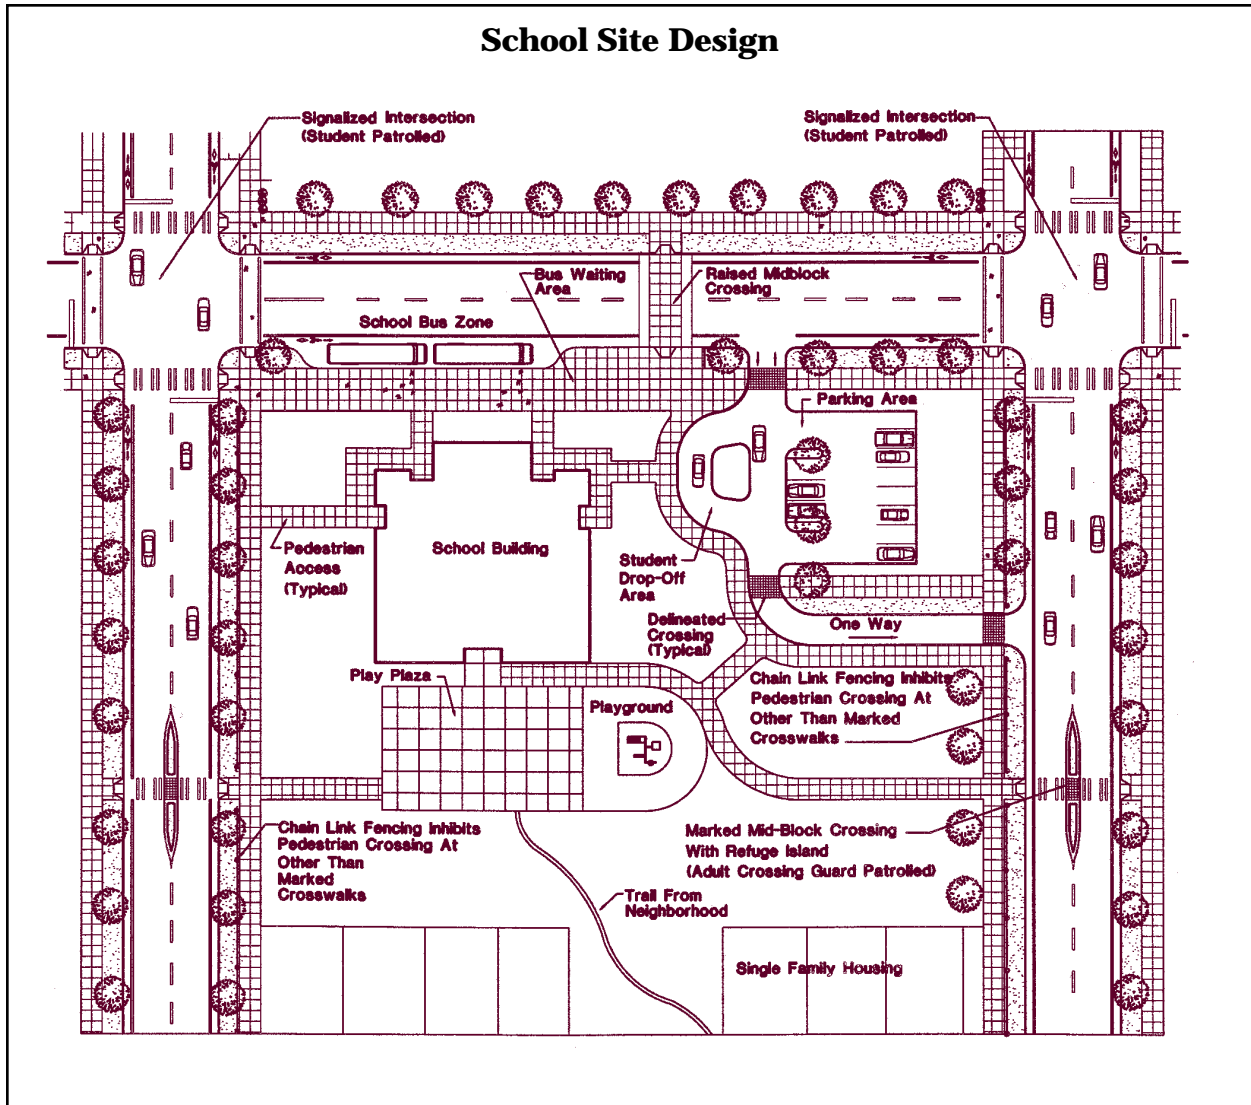 School Site Design
Signalized Intersection
(Student Patrolled)
Signalized Intersection
(Student Patrolled)
Bus Waiting
Area
Raised Midblock
Crossing
School Bus Zone
Parking Area
Pedestrian
Access
(Typical)
School Building
Student
Drop-Off
Area
Delineated
Crossing
(Typical)
One Way
Play Plaza
Playground
Chain Link Fencing Inhibits
Pedestrian Crossing At
Other Than Marked
Crosswalks
Chain Link Fencing Inhibits
Pedestrian Crossing At
Other Than
Marked
Crosswalks
Marked Mid-Block Crossing
With Refuge Island
(Adult Crossing Guard Patrolled)
Trail From
Neighborhood
Single Family Housing